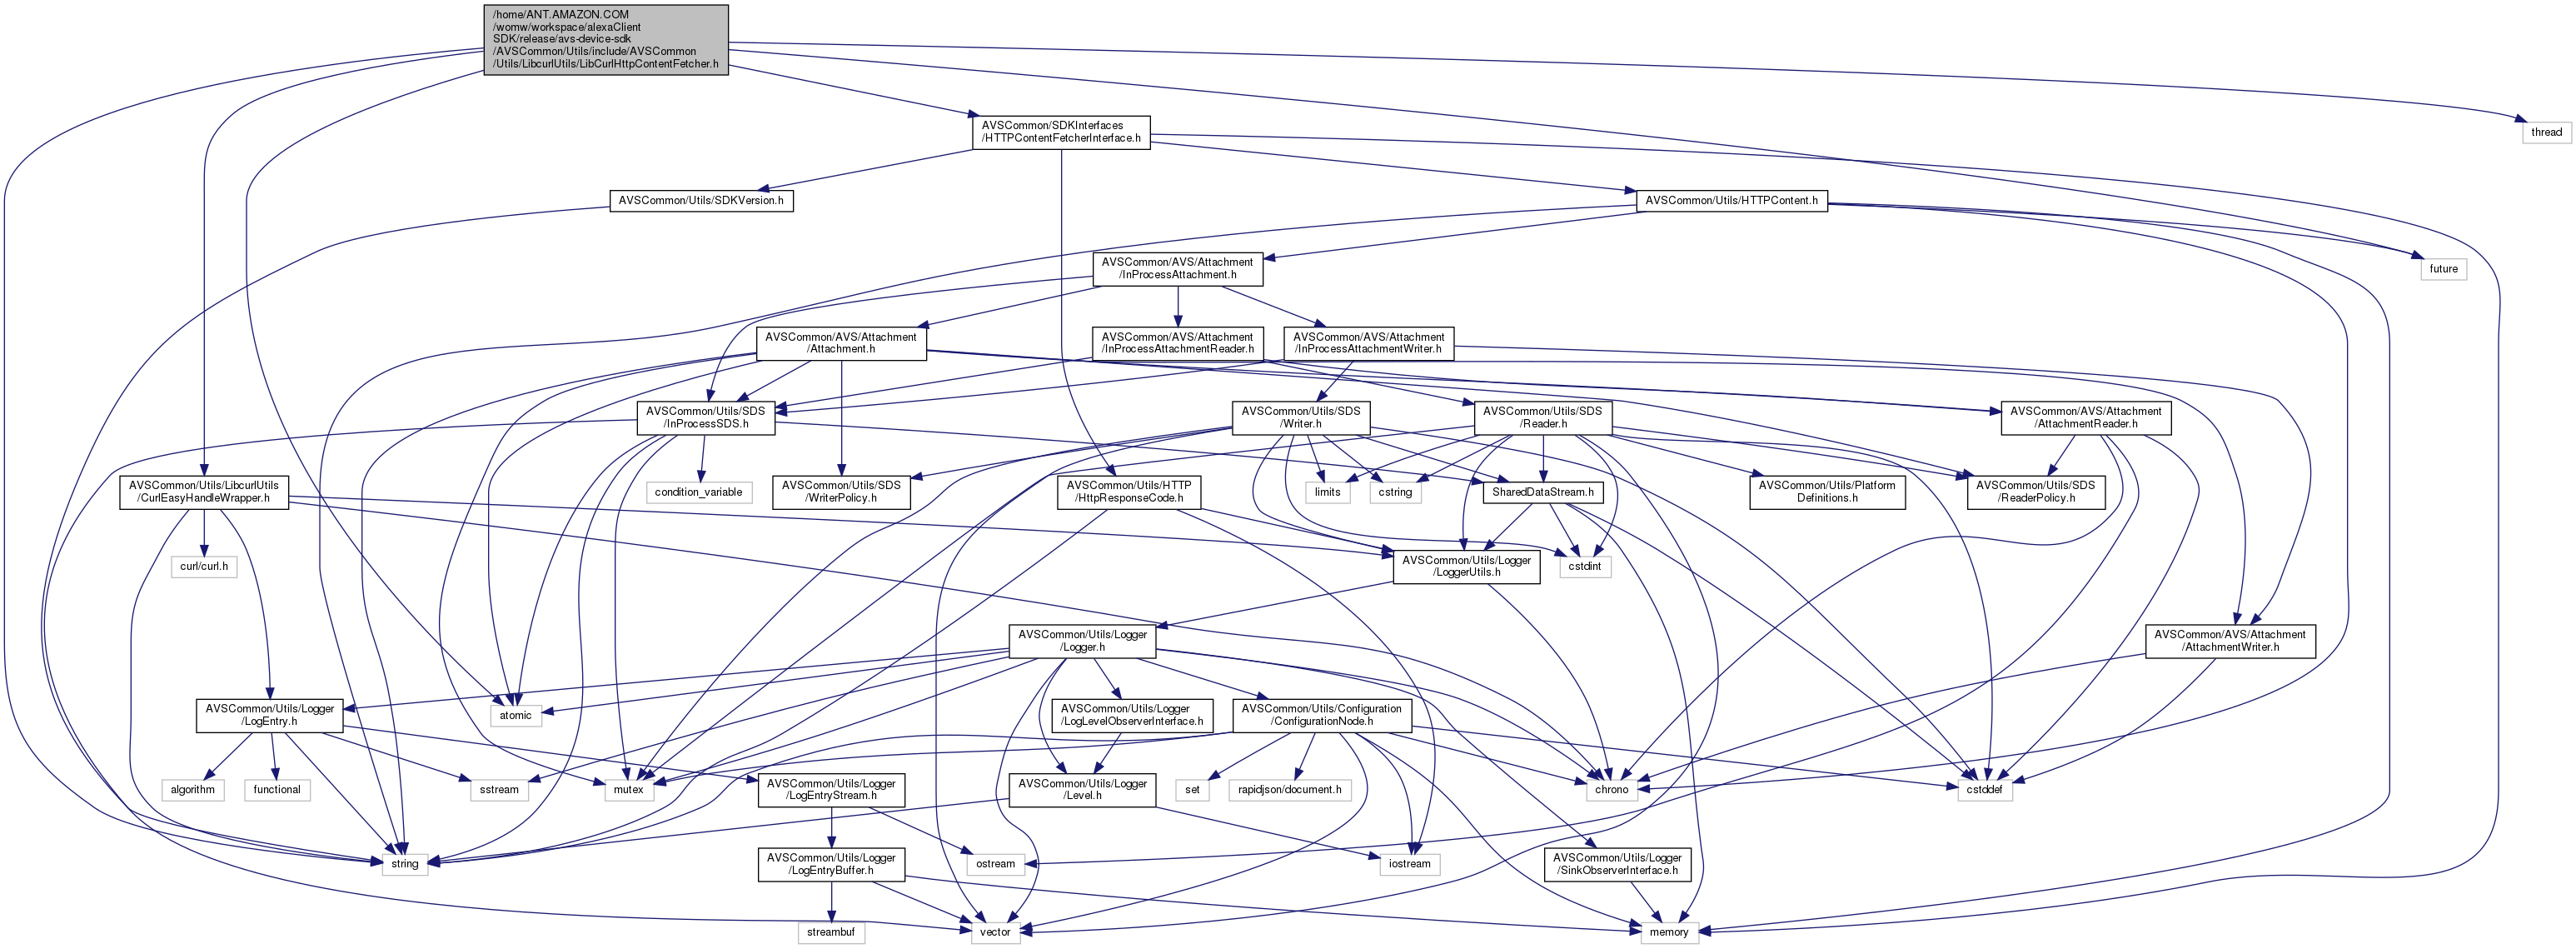 /home/ANT.AMAZON.COM
/womw/workspace/alexaClient
SDK/release/avs-device-sdk
/AVSCommon/Utils/include/AVSCommon
/Utils/LibcurlUtils/LibCurlHttpContentFetcher.h
AVSCommon/SDKInterfaces
/HTTPContentFetcherInterface.h
thread
AVSCommon/Utils/SDKVersion.h
AVSCommon/Utils/HTTPContent.h
AVSCommon/AVS/Attachment
/InProcessAttachment.h
future
AVSCommon/AVS/Attachment
/Attachment.h
AVSCommon/AVS/Attachment
/InProcessAttachmentReader.h
AVSCommon/AVS/Attachment
/InProcessAttachmentWriter.h
AVSCommon/Utils/SDS
/InProcessSDS.h
AVSCommon/Utils/SDS
/Writer.h
AVSCommon/Utils/SDS
/Reader.h
AVSCommon/AVS/Attachment
/AttachmentReader.h
AVSCommon/Utils/LibcurlUtils
/CurlEasyHandleWrapper.h
condition_variable
AVSCommon/Utils/SDS
/WriterPolicy.h
AVSCommon/Utils/HTTP
/HttpResponseCode.h
limits
cstring
SharedDataStream.h
AVSCommon/Utils/Platform
Definitions.h
AVSCommon/Utils/SDS
/ReaderPolicy.h
curl/curl.h
AVSCommon/Utils/Logger
/LoggerUtils.h
cstdint
AVSCommon/Utils/Logger
/Logger.h
AVSCommon/AVS/Attachment
/AttachmentWriter.h
AVSCommon/Utils/Logger
/LogEntry.h
atomic
AVSCommon/Utils/Logger
/LogLevelObserverInterface.h
AVSCommon/Utils/Configuration
/ConfigurationNode.h
algorithm
functional
sstream
mutex
AVSCommon/Utils/Logger
/LogEntryStream.h
AVSCommon/Utils/Logger
/Level.h
set
rapidjson/document.h
chrono
cstddef
string
AVSCommon/Utils/Logger
/LogEntryBuffer.h
ostream
iostream
AVSCommon/Utils/Logger
/SinkObserverInterface.h
streambuf
vector
memory